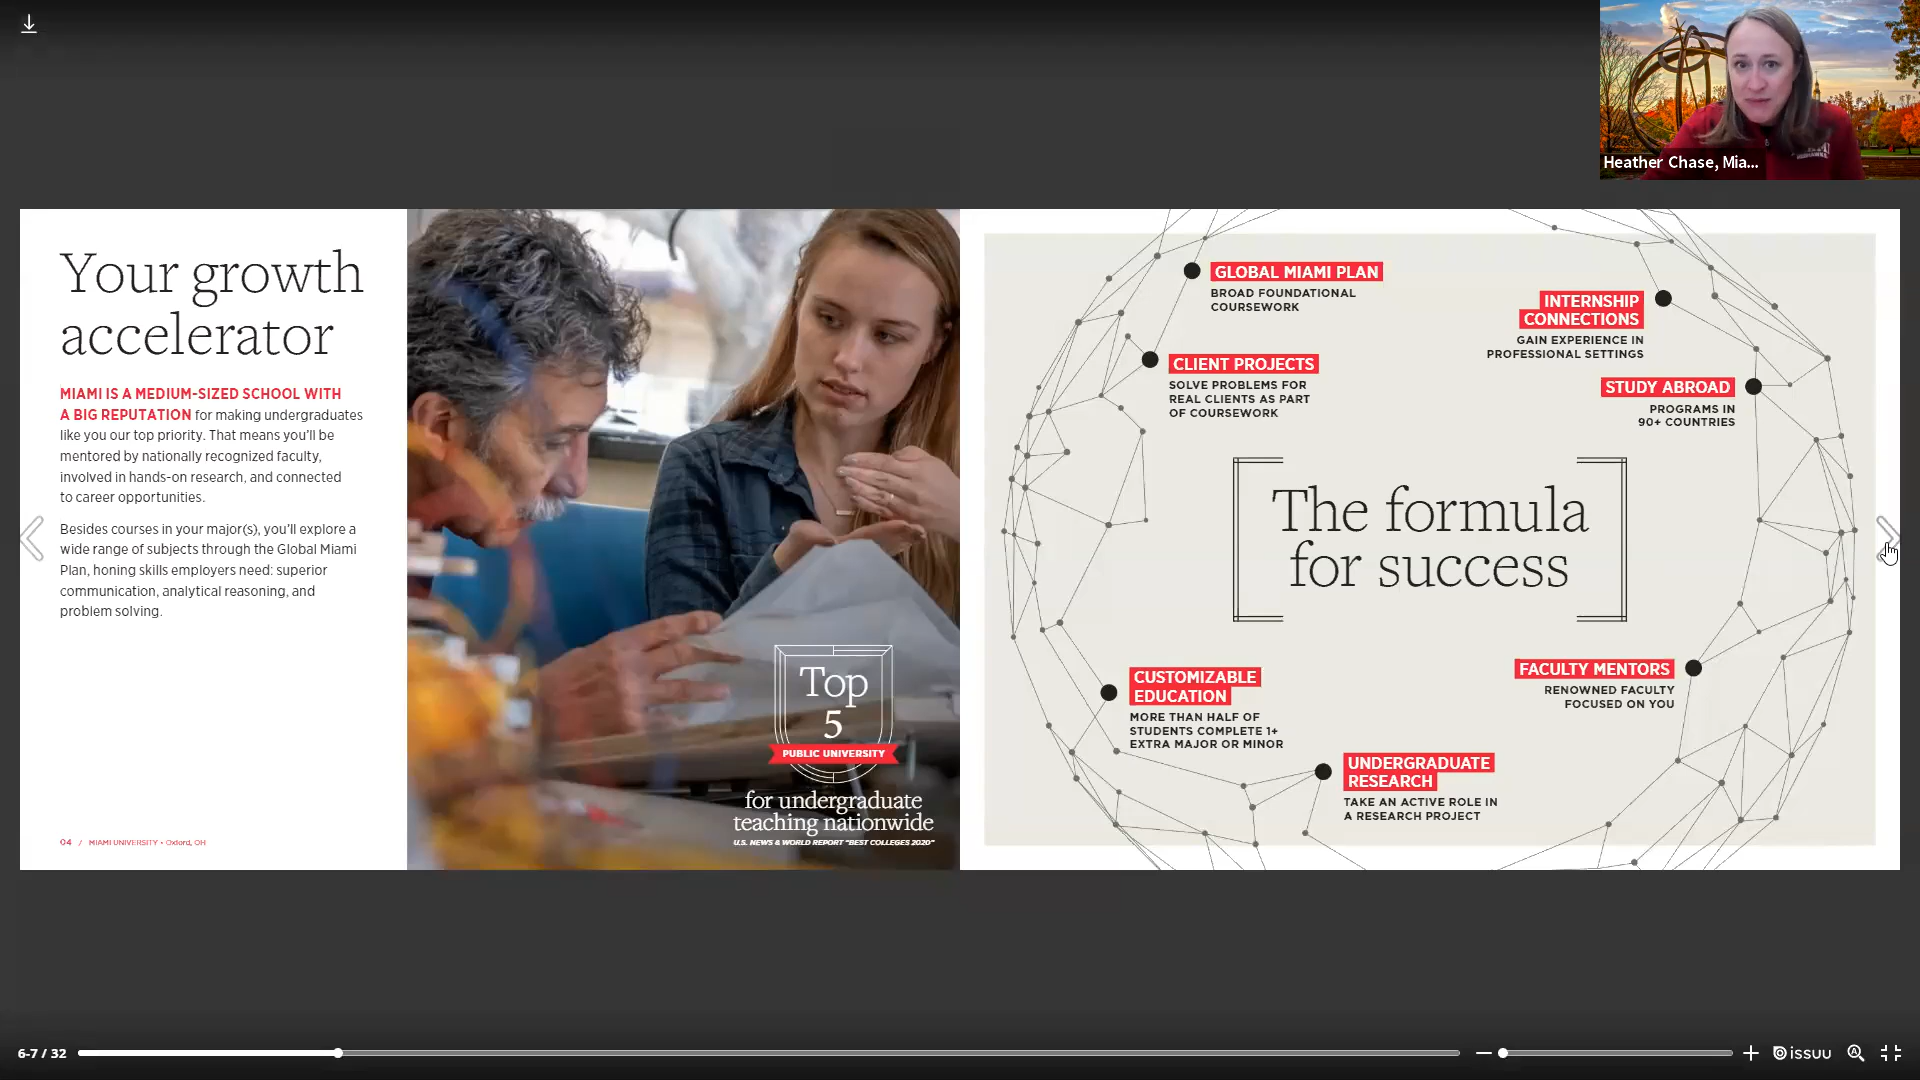 Heather Chase, Mia...
Your growth
accelerator
MIAMI IS A MEDIUM-SIZED SCHOOL WITH
A BIG REPUTATION for making undergraduates
like you our top priority. That means you'll be
mentored by nationally recognized faculty,
involved in hands-on research, and connected
to career opportunities.
Besides courses in your major(s), you'll explore a
wide range of subjects through the Global Miami
Plan, honing skills employers need: superior
communication, analytical reasoning, and
problem solving.
04 / MIAMI UNIVERSITY • Oxford, OH
Top
5
PUBLIC UNIVERSITY
for undergraduate
teaching nationwide
U.S. NEWS & WORLD REPORT "BEST COLLEGES 2020"
GLOBAL MIAMI PLAN
BROAD FOUNDATIONAL
COURSEWORK
INTERNSHIP
CONNECTIONS
GAIN EXPERIENCE IN
PROFESSIONAL SETTINGS
CLIENT PROJECTS
SOLVE PROBLEMS FOR
REAL CLIENTS AS PART
OF COURSEWORK
STUDY ABROAD
PROGRAMS IN
90+ COUNTRIES
The formula
for success
CUSTOMIZABLE
EDUCATION
MORE THAN HALF OF
STUDENTS COMPLETE 1+
EXTRA MAJOR OR MINOR
FACULTY MENTORS
RENOWNED FACULTY
FOCUSED ON YOU
UNDERGRADUATE
RESEARCH
TAKE AN ACTIVE ROLE IN
A RESEARCH PROJECT
6-7 / 32
issuu